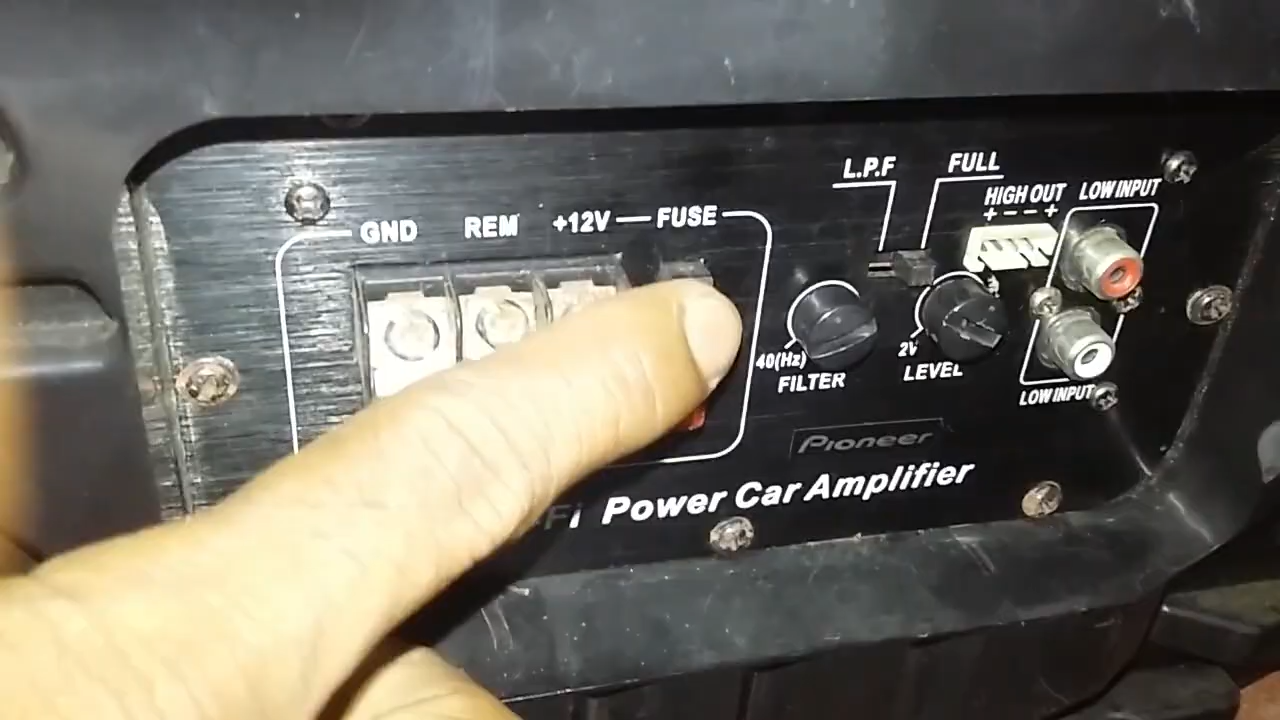 L.P.F FULL
HIGH OUT LOW INPUT
+ − − +
GND REM +12V — FUSE
40(Hz) 2V
FILTER LEVEL
LOW INPUT
Pioneer
Fi Power Car Amplifier